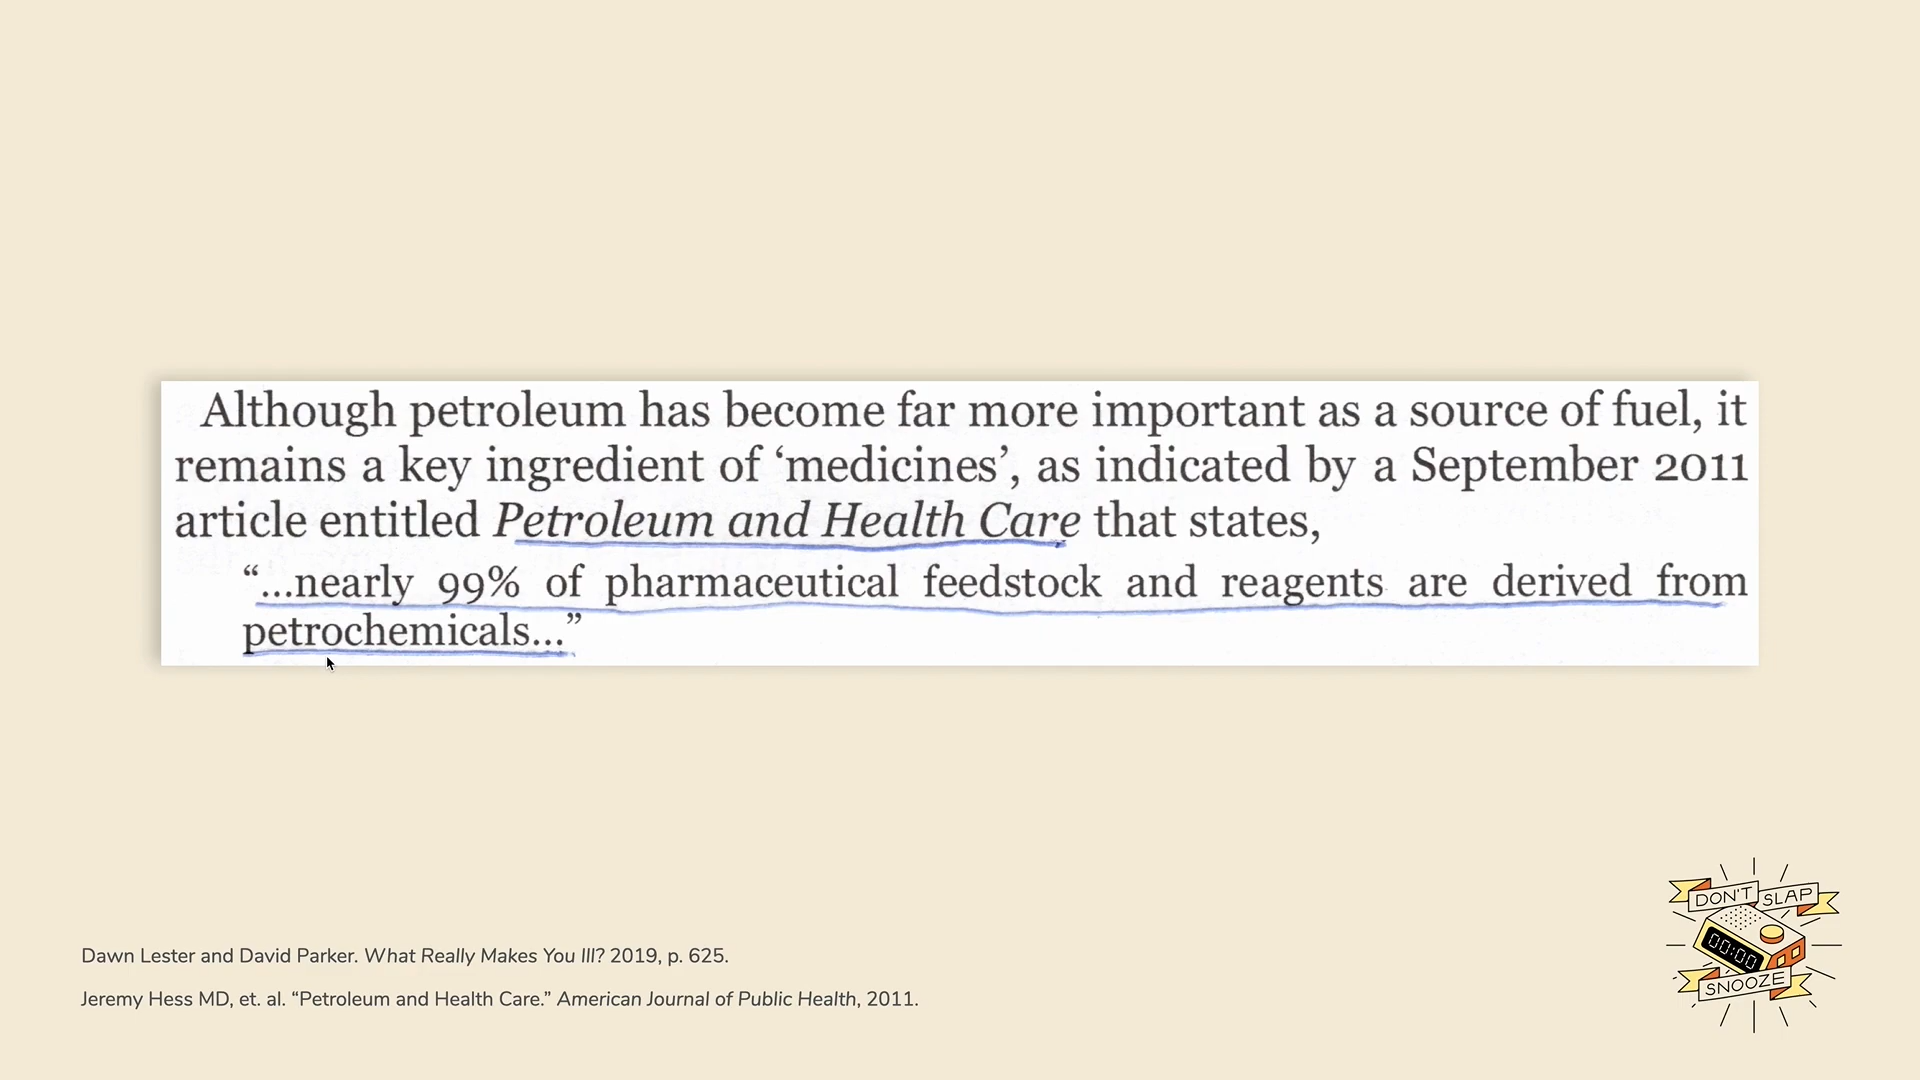 Although petroleum has become far more important as a source of fuel, it
remains a key ingredient of ‘medicines’, as indicated by a September 2011
article entitled Petroleum and Health Care that states,
“...nearly 99% of pharmaceutical feedstock and reagents are derived from
petrochemicals...”
DON'T SLAP
00:00
SNOOZE
Dawn Lester and David Parker. What Really Makes You Ill? 2019, p. 625.
Jeremy Hess MD, et. al. “Petroleum and Health Care.” American Journal of Public Health, 2011.